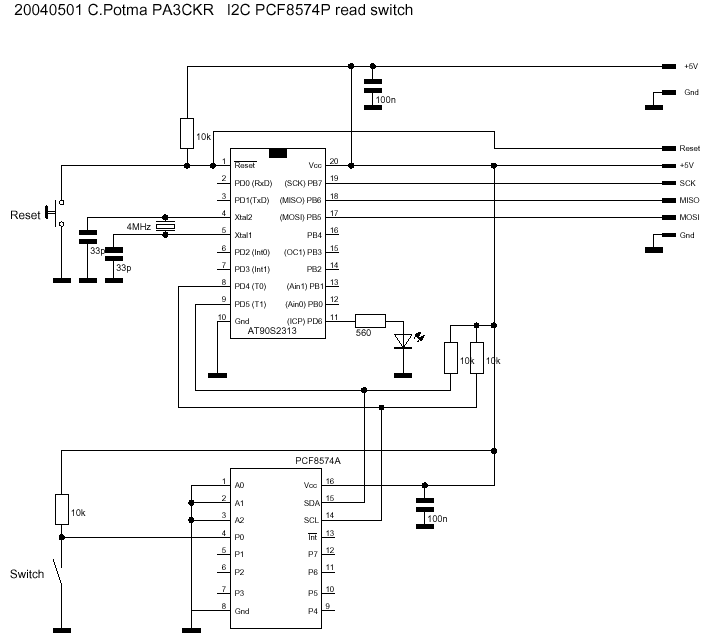 20040501 C.Potma PA3CKR   I2C PCF8574P read switch
+5V
100n
Gnd
10k
Reset
1 Reset Vcc 20 +5V
2 PD0 (RxD) (SCK) PB7 19 SCK
3 PD1(TxD) (MISO) PB6 18 MISO
4 Xtal2 (MOSI) PB5 17 MOSI
5 Xtal1 PB4 16 Gnd
6 PD2 (Int0) (OC1) PB3 15
7 PD3 (Int1) PB2 14
8 PD4 (T0) (Ain1) PB1 13
9 PD5 (T1) (Ain0) PB0 12
10 Gnd (ICP) PD6 11
AT90S2313
Reset
4MHz
33p
33p
560
10k 10k
PCF8574A
1 A0 Vcc 16
2 A1 SDA 15
3 A2 SCL 14
4 P0 Int 13
5 P1 P7 12
6 P2 P6 11
7 P3 P5 10
8 Gnd P4 9
100n
10k
Switch